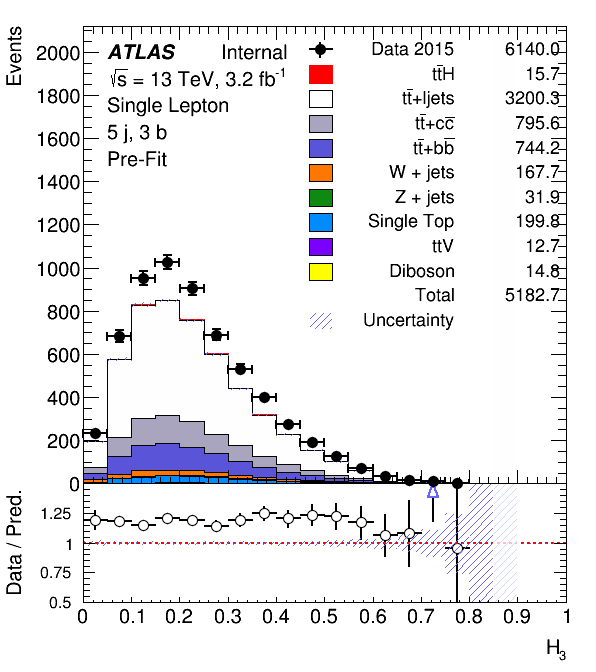 Events
2000
1800
1600
1400
1200
1000
800
600
400
200
0
ATLAS Internal
√s = 13 TeV, 3.2 fb⁻¹
Single Lepton
5 j, 3 b
Pre-Fit
Data 2015 6140.0
tt̄H 15.7
tt̄+ljets 3200.3
tt̄+cc̄ 795.6
tt̄+bb̄ 744.2
W + jets 167.7
Z + jets 31.9
Single Top 199.8
ttV 12.7
Diboson 14.8
Total 5182.7
Uncertainty
Data / Pred.
1.25
1
0.75
0.5
0 0.1 0.2 0.3 0.4 0.5 0.6 0.7 0.8 0.9 1
H₃